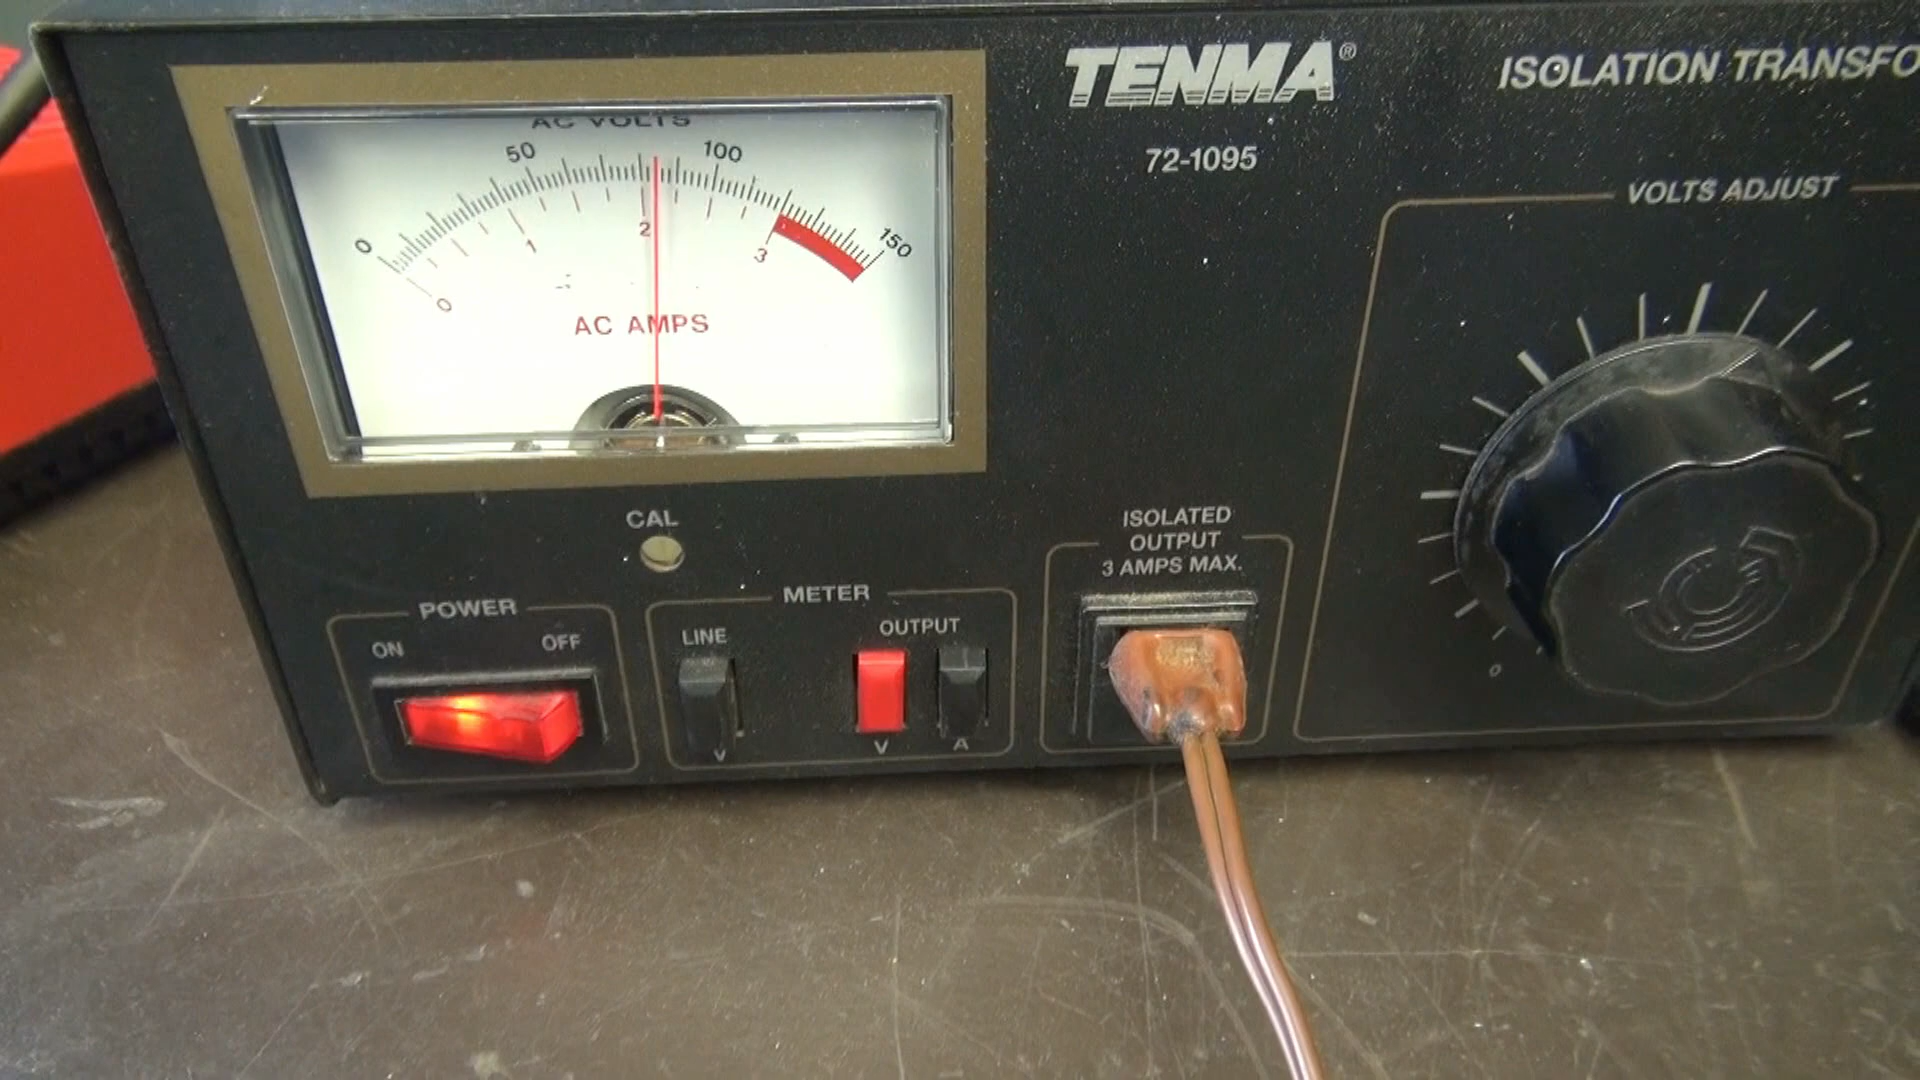 TENMA®
ISOLATION TRANSFO
72-1095
VOLTS ADJUST
AC VOLTS
0 50 100 150
0 1 2 3
AC AMPS
CAL
ISOLATED
OUTPUT
3 AMPS MAX.
POWER
ON OFF
METER
LINE OUTPUT
V V A
0